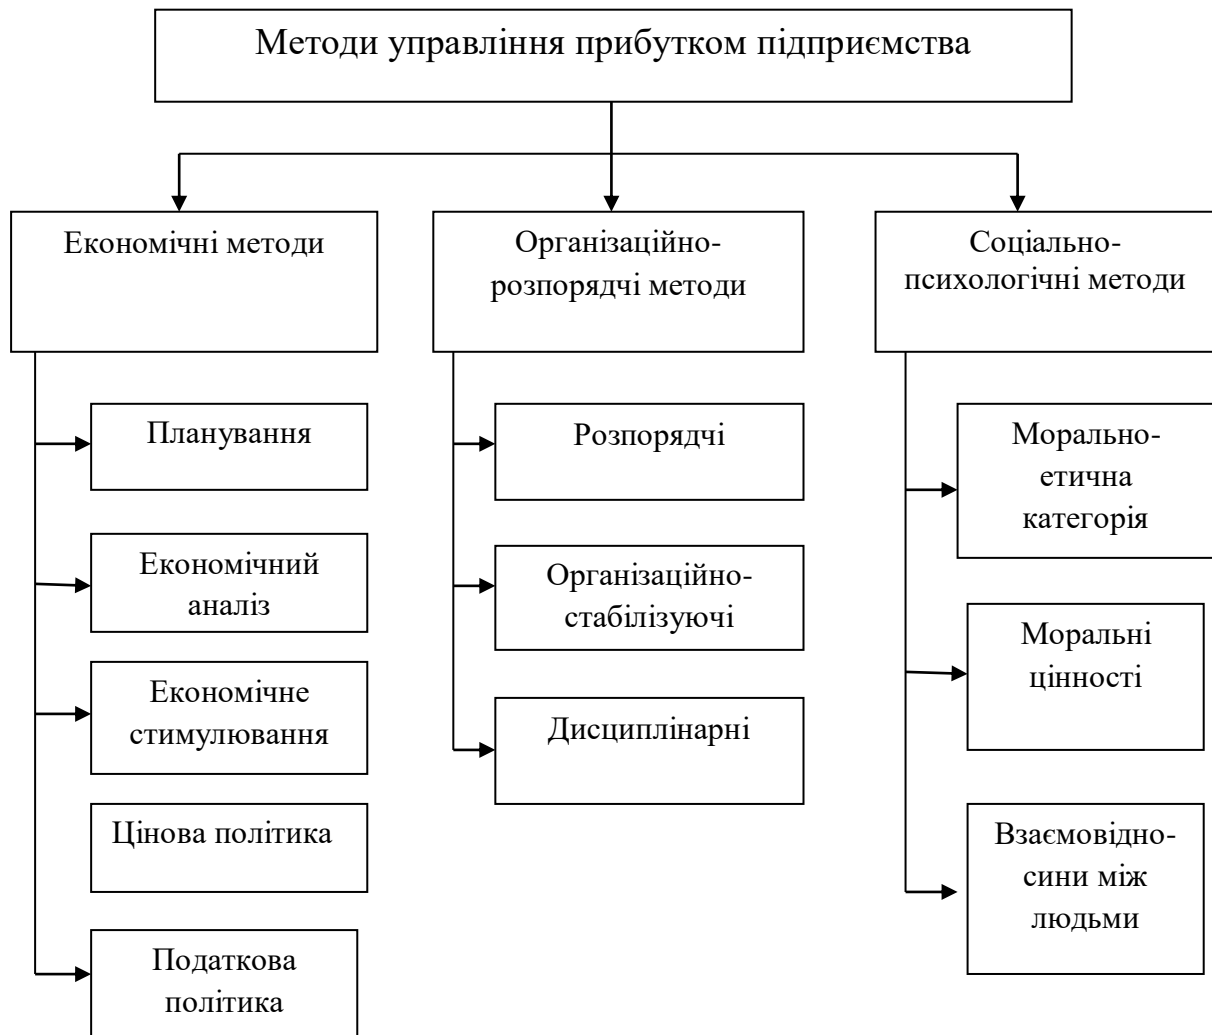 Методи управління прибутком підприємства
Економічні методи
Організаційно-
розпорядчі методи
Соціально-
психологічні методи
Планування
Економічний
аналіз
Економічне
стимулювання
Цінова політика
Податкова
політика
Розпорядчі
Організаційно-
стабілізуючі
Дисциплінарні
Морально-
етична
категорія
Моральні
цінності
Взаємовідно-
сини між
людьми